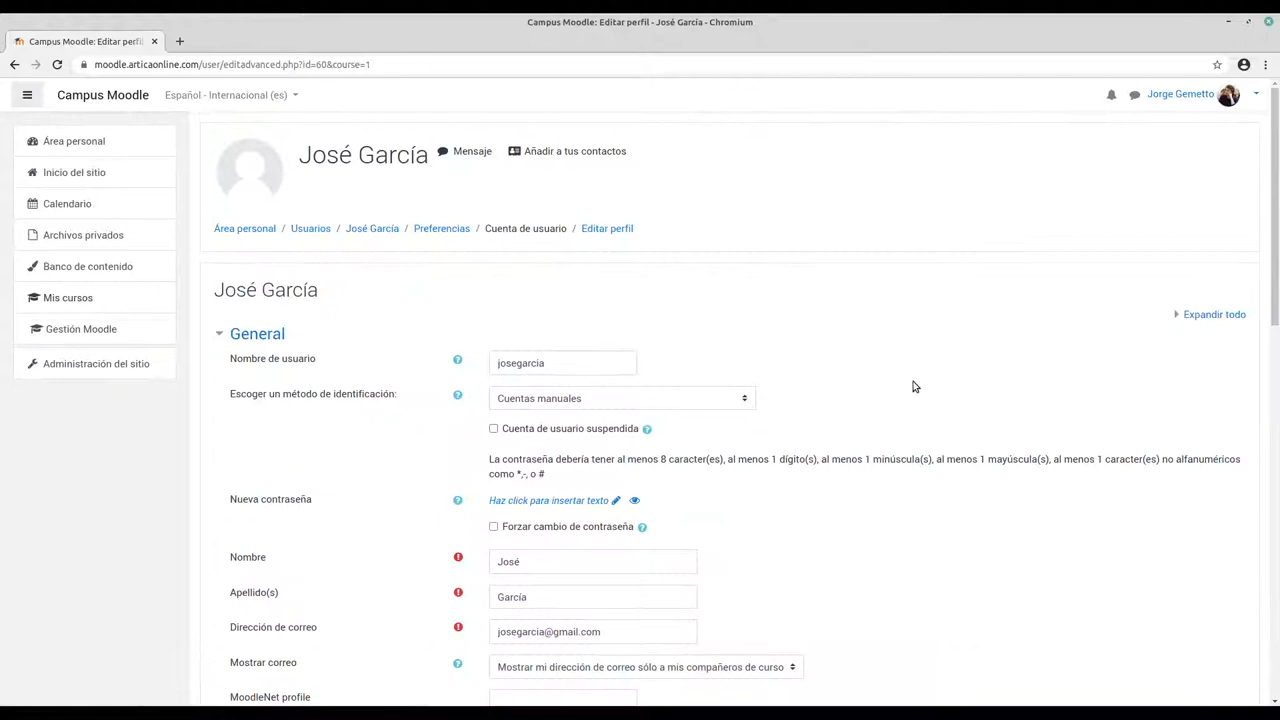 Campus Moodle: Editar perfil - José García - Chromium
Campus Moodle: Editar perfil
moodle.articaonline.com/user/editadvanced.php?id=60&course=1
Campus Moodle
Español - Internacional (es)
Jorge Gemetto
Área personal
Inicio del sitio
Calendario
Archivos privados
Banco de contenido
Mis cursos
Gestión Moodle
Administración del sitio
José García
Mensaje
Añadir a tus contactos
Área personal / Usuarios / José García / Preferencias / Cuenta de usuario / Editar perfil
José García
Expandir todo
General
Nombre de usuario
josegarcia
Escoger un método de identificación:
Cuentas manuales
Cuenta de usuario suspendida
La contraseña debería tener al menos 8 caracter(es), al menos 1 dígito(s), al menos 1 minúscula(s), al menos 1 mayúscula(s), al menos 1 caracter(es) no alfanuméricos
como *,-, o #
Nueva contraseña
Haz click para insertar texto
Forzar cambio de contraseña
Nombre
José
Apellido(s)
García
Dirección de correo
josegarcia@gmail.com
Mostrar correo
Mostrar mi dirección de correo sólo a mis compañeros de curso
MoodleNet profile